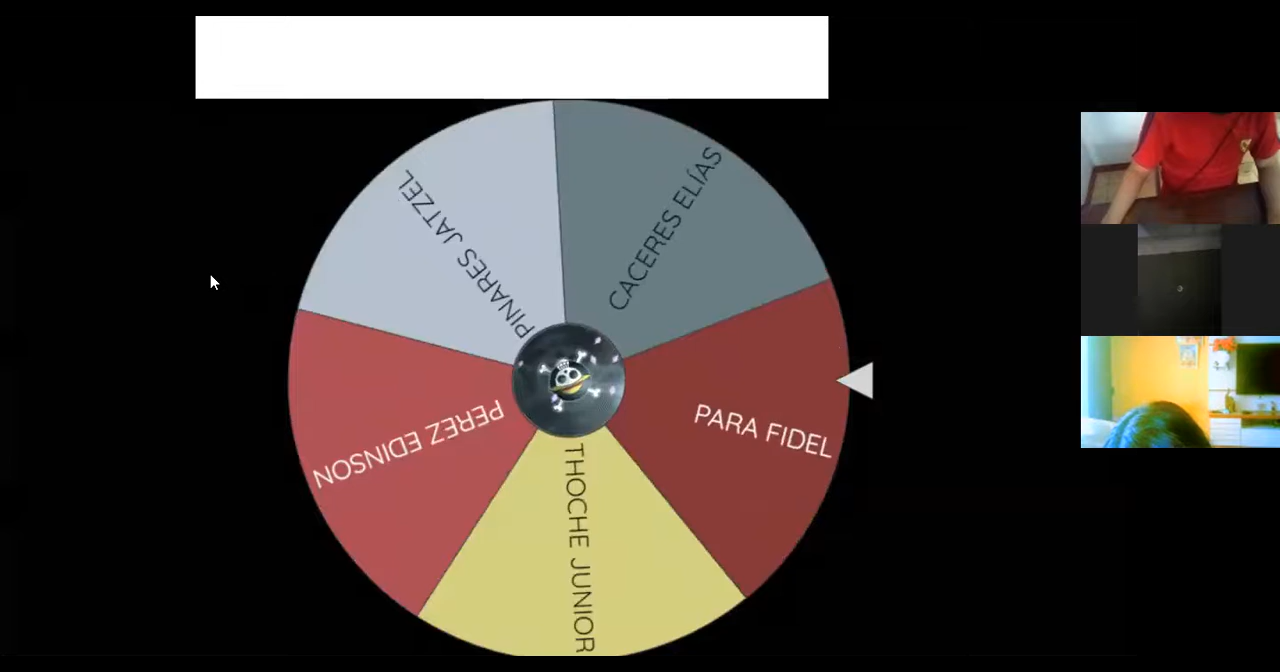 PINARES JATZEL
CACERES ELÍAS
PARA FIDEL
PEREZ EDINSON
THOCHE JUNIOR